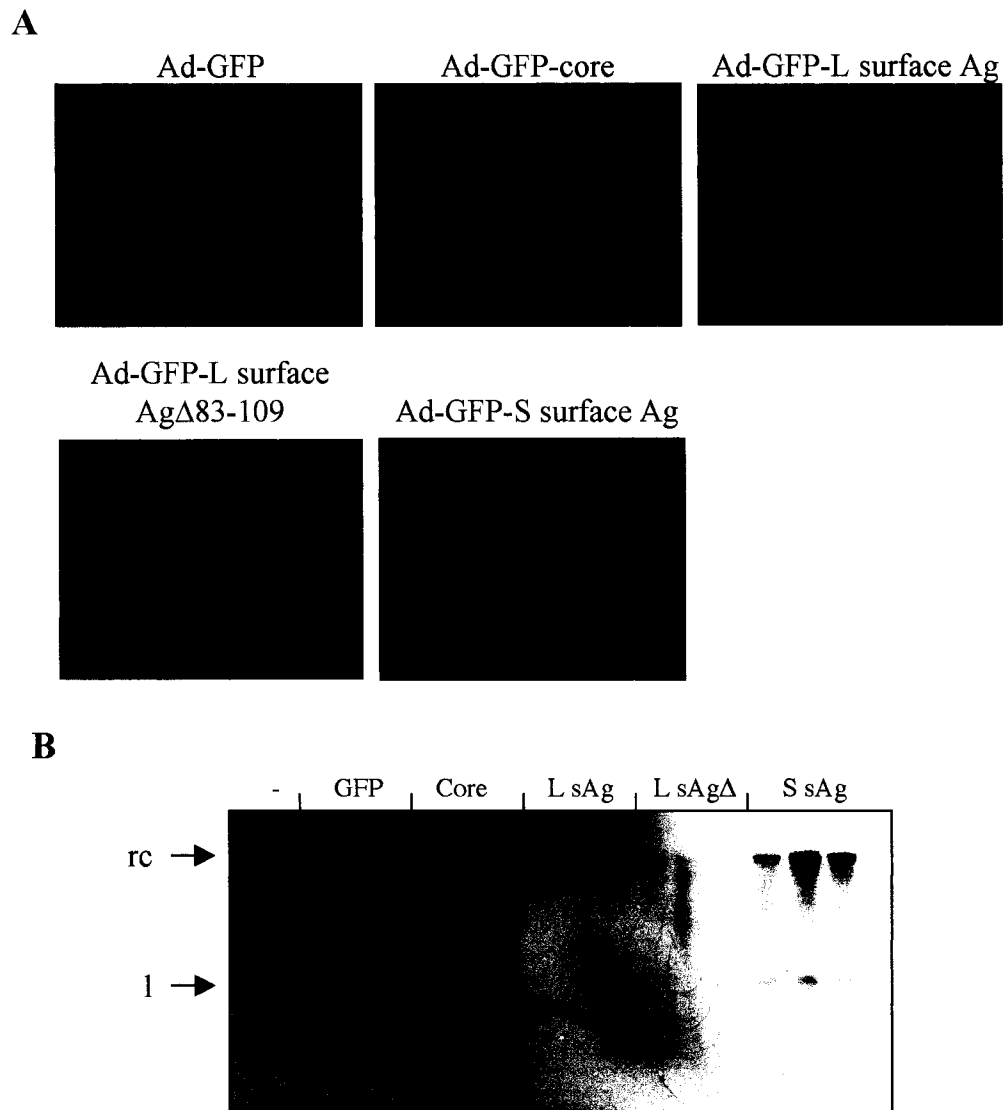 A
Ad-GFP Ad-GFP-core Ad-GFP-L surface Ag
Ad-GFP-L surface
AgΔ83-109 Ad-GFP-S surface Ag
B
- GFP Core L sAg L sAgΔ S sAg
rc
l